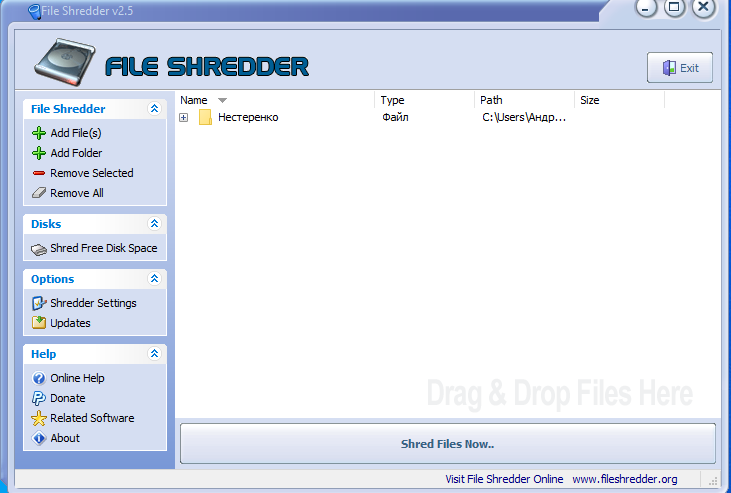 File Shredder v2.5
FILE SHREDDER
Exit
File Shredder
Add File(s)
Add Folder
Remove Selected
Remove All
Disks
Shred Free Disk Space
Options
Shredder Settings
Updates
Help
Online Help
Donate
Related Software
About
Name Type Path Size
Нестеренко Файл C:\Users\Андр...
Drag & Drop Files Here
Shred Files Now..
Visit File Shredder Online www.fileshredder.org